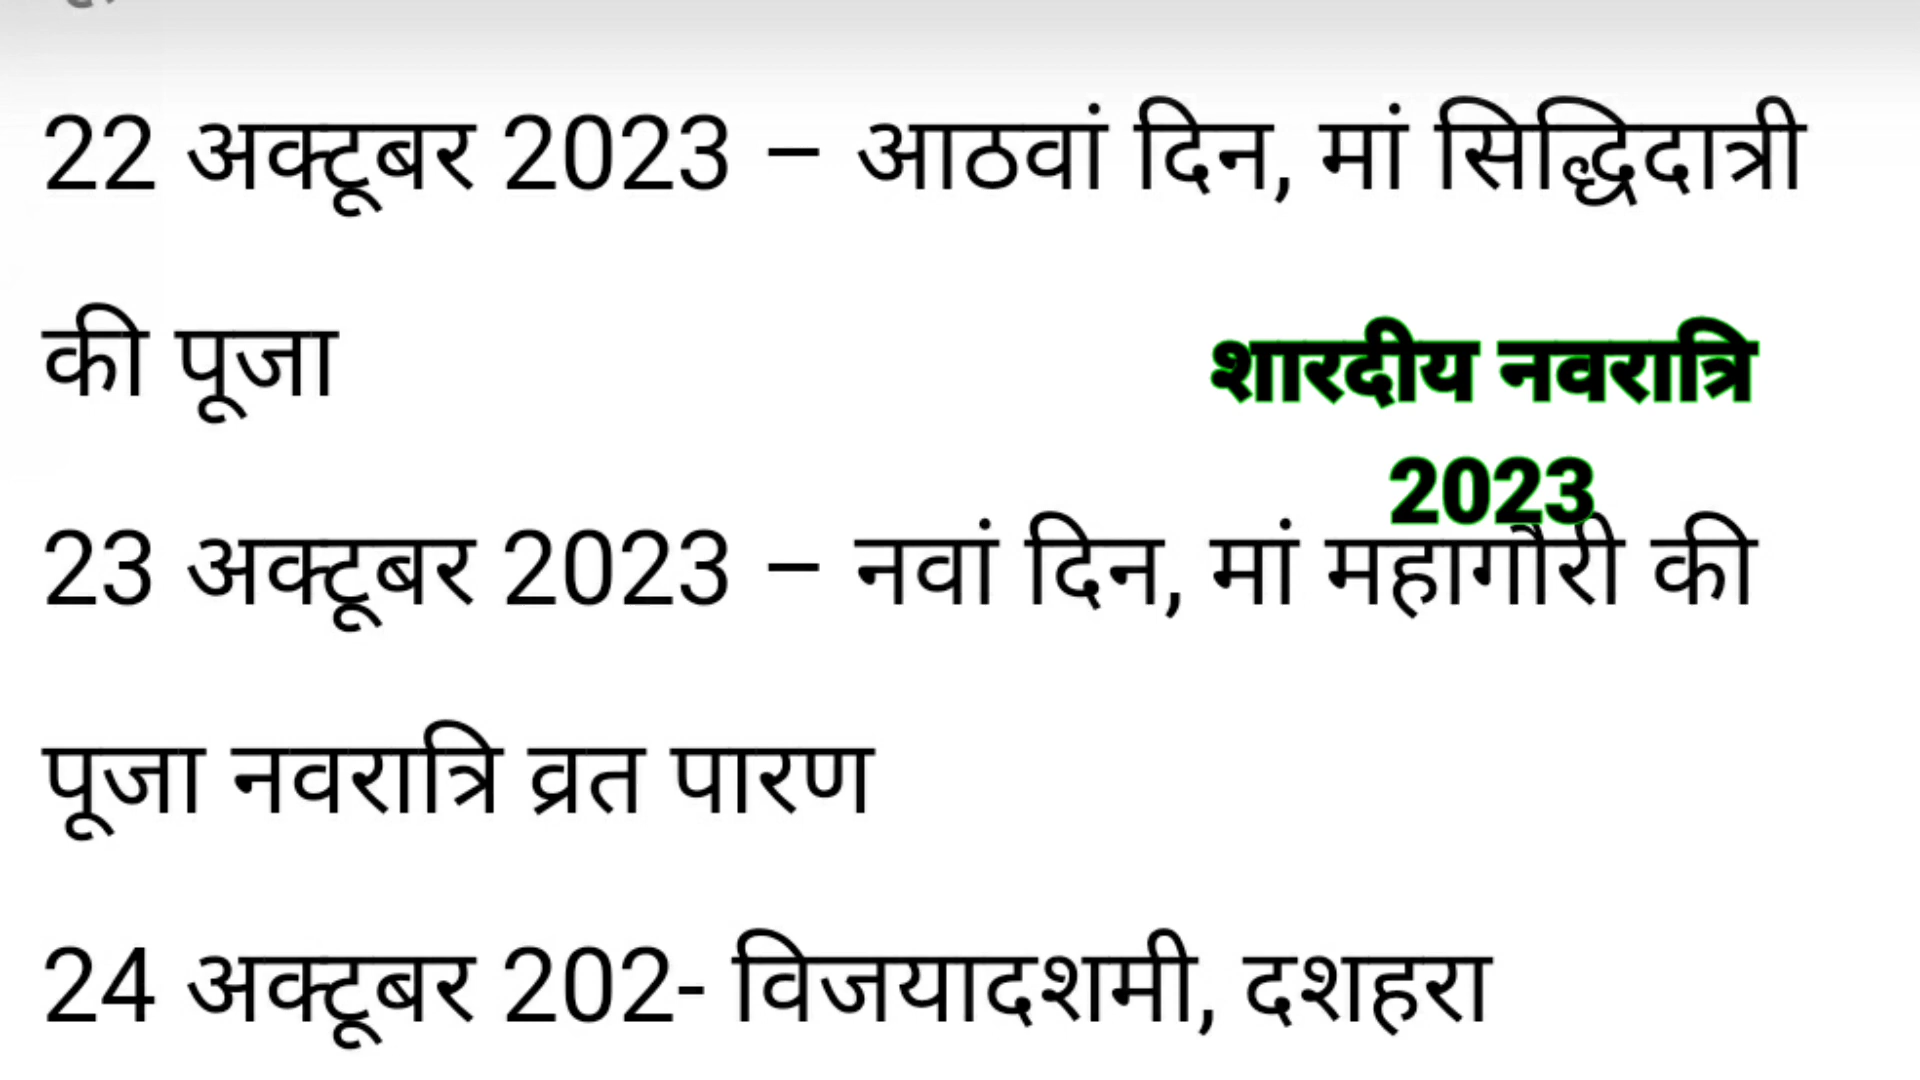 22 अक्टूबर 2023 – आठवां दिन, मां सिद्धिदात्री
की पूजा
शारदीय नवरात्रि
2023
23 अक्टूबर 2023 – नवां दिन, मां महागौरी की
पूजा नवरात्रि व्रत पारण
24 अक्टूबर 202- विजयादशमी, दशहरा